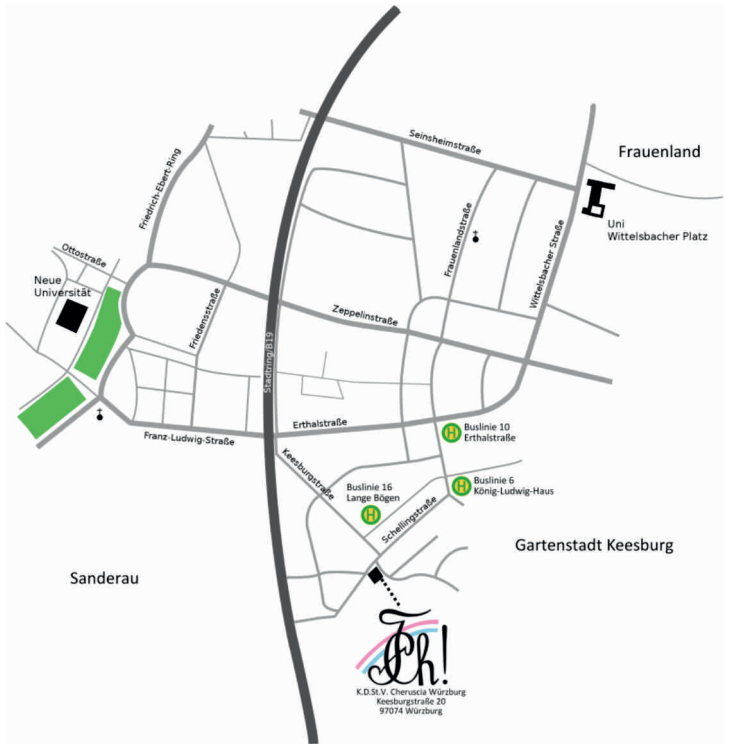 Seinsheimstraße
Frauenland
Friedrich-Ebert-Ring
Frauenlandstraße
Uni
Wittelsbacher Platz
Wittelsbacher Straße
Ottostraße
Neue
Universität
Friedensstraße
Zeppelinstraße
Stadtring/B19
Erthalstraße
Franz-Ludwig-Straße
H
Buslinie 10
Erthalstraße
Keesburgstraße
H
Buslinie 6
König-Ludwig-Haus
Buslinie 16
Lange Bögen
H
Schellingstraße
Gartenstadt Keesburg
Sanderau
Ch!
K.D.St.V. Cheruscia Würzburg
Keesburgstraße 20
97074 Würzburg